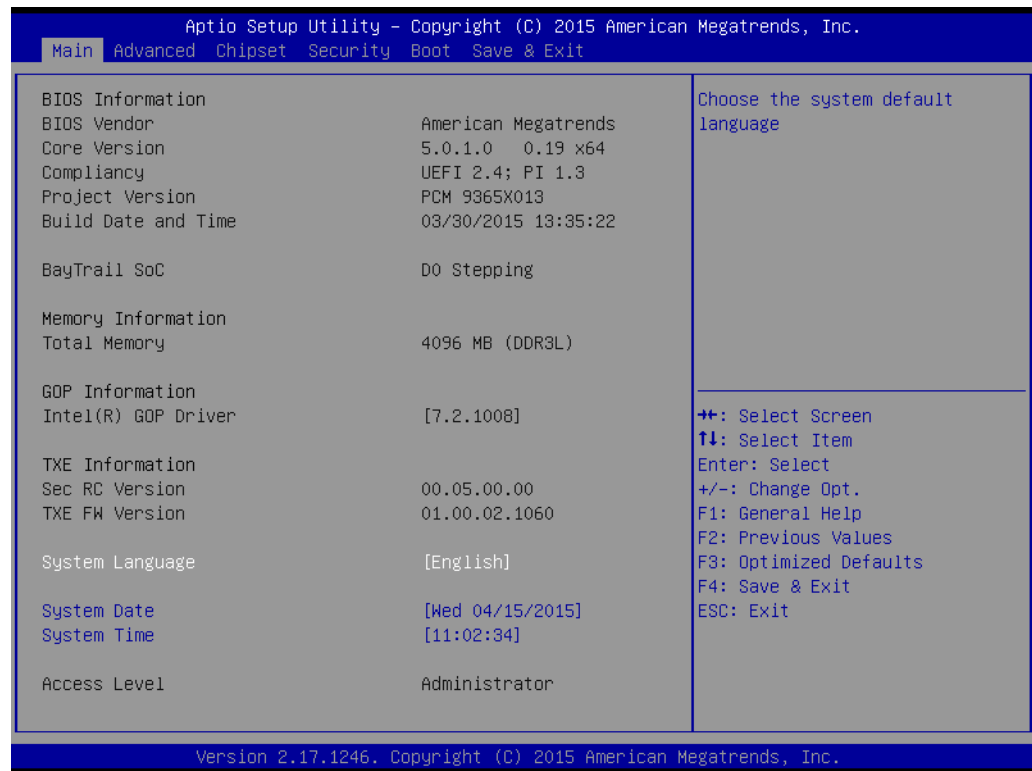 Aptio Setup Utility – Copyright (C) 2015 American Megatrends, Inc.
Main Advanced Chipset Security Boot Save & Exit
BIOS Information
BIOS Vendor American Megatrends
Core Version 5.0.1.0 0.19 x64
Compliancy UEFI 2.4; PI 1.3
Project Version PCM 9365X013
Build Date and Time 03/30/2015 13:35:22
BayTrail SoC D0 Stepping
Memory Information
Total Memory 4096 MB (DDR3L)
GOP Information
Intel(R) GOP Driver [7.2.1008]
TXE Information
Sec RC Version 00.05.00.00
TXE FW Version 01.00.02.1060
System Language [English]
System Date [Wed 04/15/2015]
System Time [11:02:34]
Access Level Administrator
Choose the system default
language
→←: Select Screen
↑↓: Select Item
Enter: Select
+/-: Change Opt.
F1: General Help
F2: Previous Values
F3: Optimized Defaults
F4: Save & Exit
ESC: Exit
Version 2.17.1246. Copyright (C) 2015 American Megatrends, Inc.